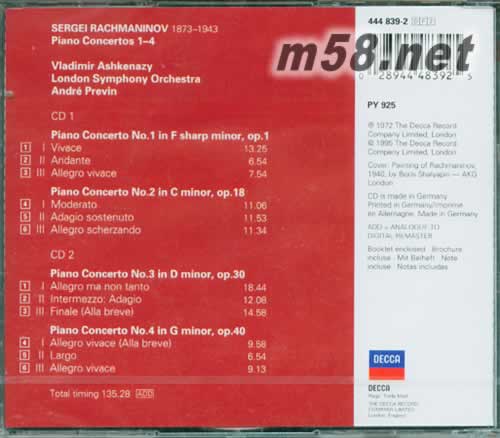 SERGEI RACHMANINOV 1873–1943
Piano Concertos 1–4
Vladimir Ashkenazy
London Symphony Orchestra
André Previn
CD 1
Piano Concerto No.1 in F sharp minor, op.1
1 I Vivace 13.25
2 II Andante 6.54
3 III Allegro vivace 7.54
Piano Concerto No.2 in C minor, op.18
4 I Moderato 11.06
5 II Adagio sostenuto 11.53
6 III Allegro scherzando 11.34
CD 2
Piano Concerto No.3 in D minor, op.30
1 I Allegro ma non tanto 18.44
2 II Intermezzo: Adagio 12.08
3 III Finale (Alla breve) 14.58
Piano Concerto No.4 in G minor, op.40
4 I Allegro vivace (Alla breve) 9.58
5 II Largo 6.54
6 III Allegro vivace 9.13
Total timing 135.28 ADD
444 839-2
m58.net
0 28944 48392 5
PY 925
℗ 1972 The Decca Record
Company Limited, London
© 1995 The Decca Record
Company Limited, London
Cover: Painting of Rachmaninov,
1940, by Boris Shalyapin — AKG
London
CD is made in Germany
Printed in Germany/Imprimé
en Allemagne. Made in Germany
ADD = ANALOGUE TO
DIGITAL REMASTER
Booklet enclosed · Brochure
incluse · Mit Beiheft · Note
incluse · Notas incluidas
DECCA
DECCA
THE DECCA RECORD
COMPANY LIMITED
London, England